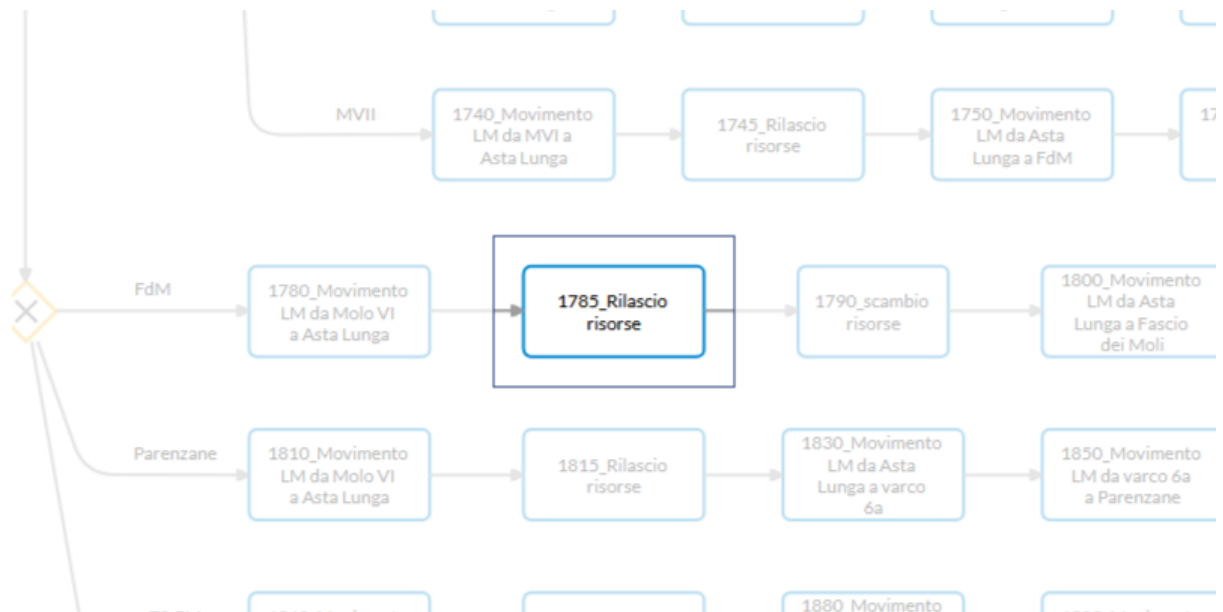 MVII
1740_Movimento
LM da MVI a
Asta Lunga
1745_Rilascio
risorse
1750_Movimento
LM da Asta
Lunga a FdM
FdM
1780_Movimento
LM da Molo VI
a Asta Lunga
1785_Rilascio
risorse
1790_scambio
risorse
1800_Movimento
LM da Asta
Lunga a Fascio
dei Moli
Parenzane
1810_Movimento
LM da Molo VI
a Asta Lunga
1815_Rilascio
risorse
1830_Movimento
LM da Asta
Lunga a varco
6a
1850_Movimento
LM da varco 6a
a Parenzane
1880_Movimento